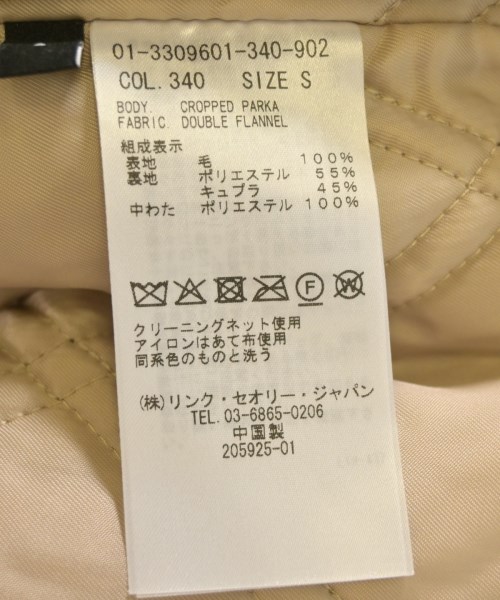 01-3309601-340-902
COL. 340 SIZE S
BODY. CROPPED PARKA
FABRIC. DOUBLE FLANNEL
組成表示
表地 毛 100%
裏地 ポリエステル 55%
キュプラ 45%
中わた ポリエステル 100%
F W
クリーニングネット使用
アイロンはあて布使用
同系色のものと洗う
(株)リンク・セオリー・ジャパン
TEL. 03-6865-0206
中国製
205925-01